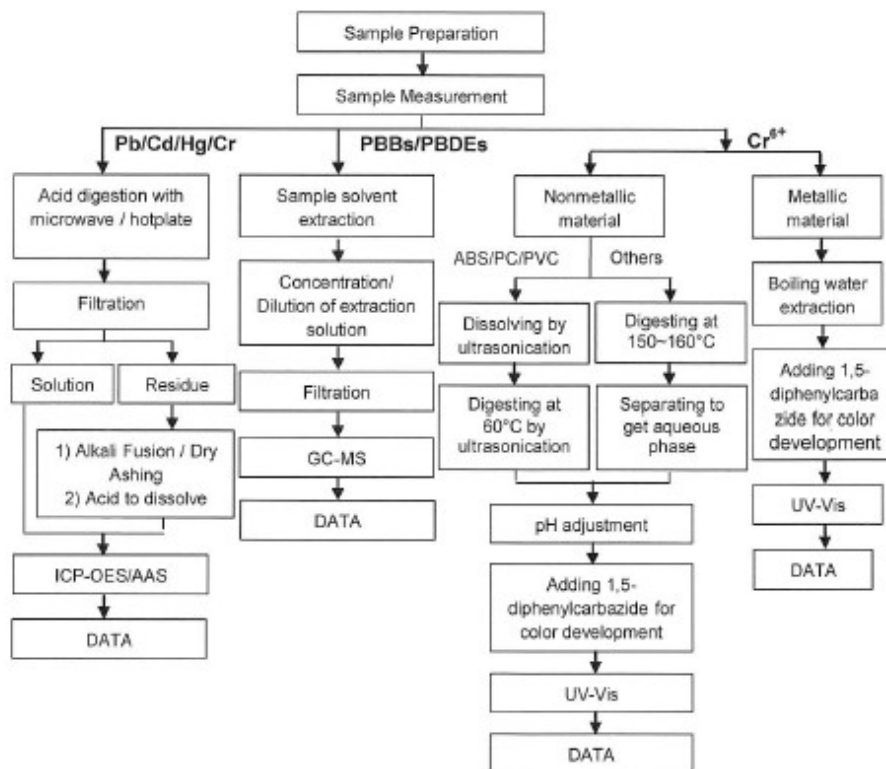 Sample Preparation
Sample Measurement
Pb/Cd/Hg/Cr
PBBs/PBDEs
Cr⁶⁺
Acid digestion with
microwave / hotplate
Filtration
Solution
Residue
1) Alkali Fusion / Dry
Ashing
2) Acid to dissolve
ICP-OES/AAS
DATA
Sample solvent
extraction
Concentration/
Dilution of extraction
solution
Filtration
GC-MS
DATA
Nonmetallic
material
ABS/PC/PVC
Others
Dissolving by
ultrasonication
Digesting at
60°C by
ultrasonication
Digesting at
150~160°C
Separating to
get aqueous
phase
pH adjustment
Adding 1,5-
diphenylcarbazide for
color development
UV-Vis
DATA
Metallic
material
Boiling water
extraction
Adding 1,5-
diphenylcarba
zide for color
development
UV-Vis
DATA